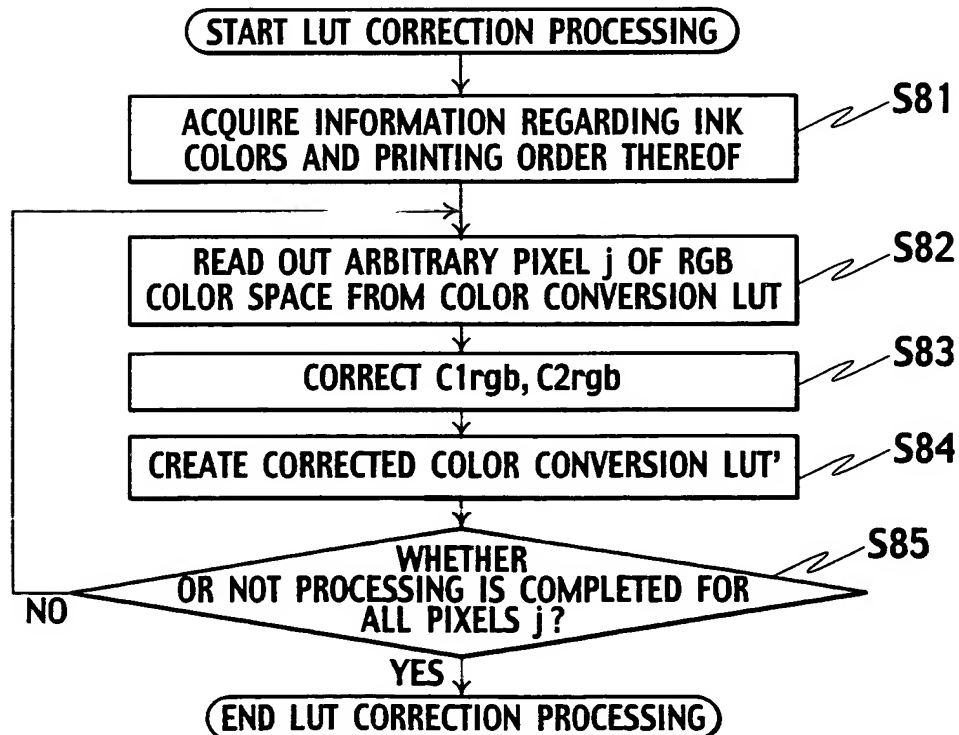 START LUT CORRECTION PROCESSING
S81
ACQUIRE INFORMATION REGARDING INK
COLORS AND PRINTING ORDER THEREOF
S82
READ OUT ARBITRARY PIXEL j OF RGB
COLOR SPACE FROM COLOR CONVERSION LUT
S83
CORRECT C1rgb, C2rgb
S84
CREATE CORRECTED COLOR CONVERSION LUT'
S85
WHETHER
OR NOT PROCESSING IS COMPLETED FOR
ALL PIXELS j?
NO
YES
END LUT CORRECTION PROCESSING